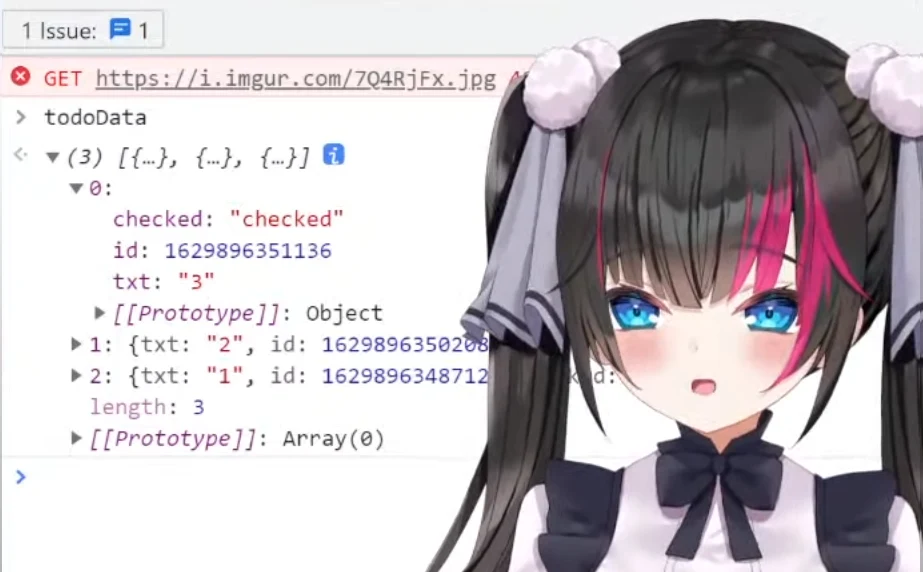 1 Issue: 1
GET https://i.imgur.com/7Q4RjFx.jpg
todoData
(3) [{…}, {…}, {…}] i
0:
checked: "checked"
id: 1629896351136
txt: "3"
[[Prototype]]: Object
1: {txt: "2", id: 1629896350208
2: {txt: "1", id: 1629896348712
length: 3
[[Prototype]]: Array(0)